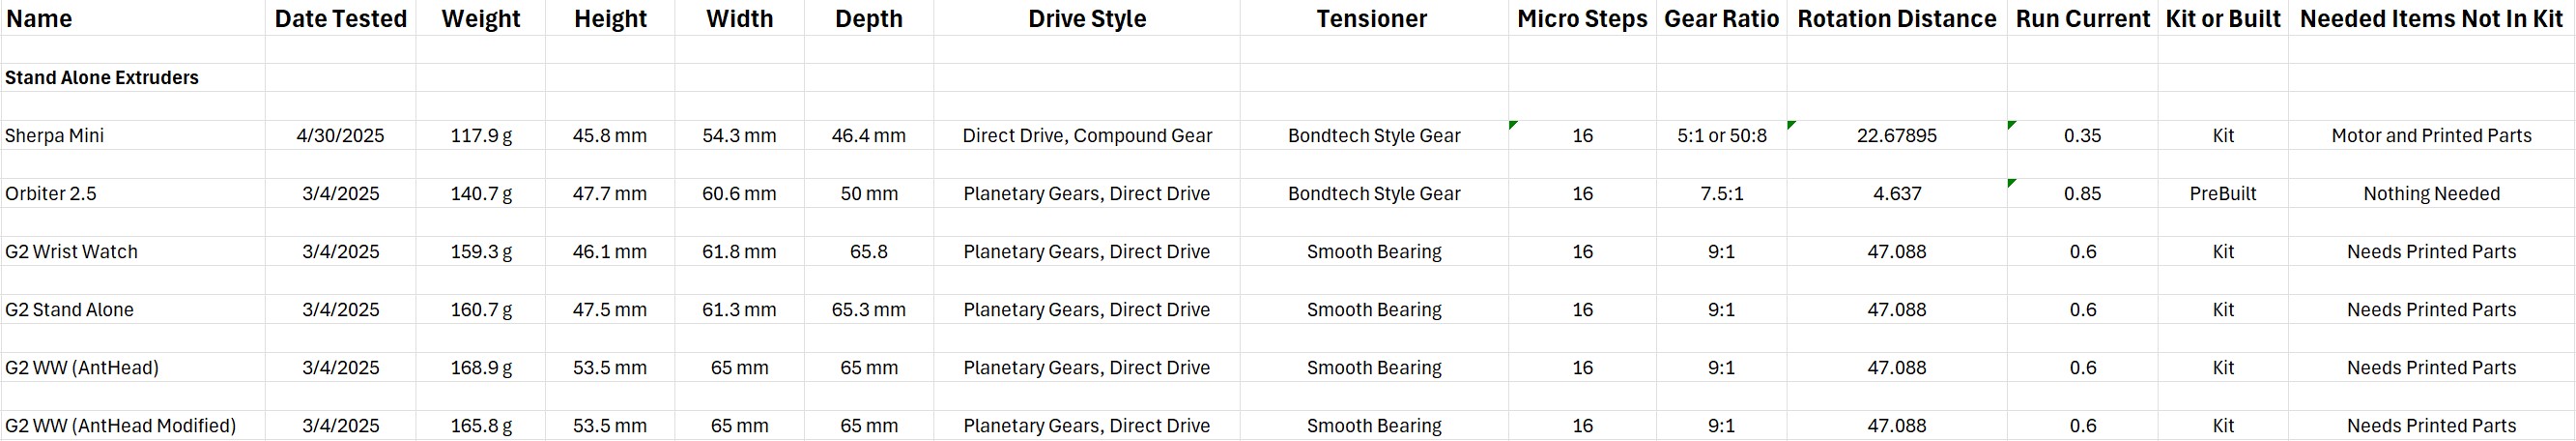 Name Date Tested Weight Height Width Depth Drive Style Tensioner Micro Steps Gear Ratio Rotation Distance Run Current Kit or Built Needed Items Not In Kit
Stand Alone Extruders
Sherpa Mini 4/30/2025 117.9 g 45.8 mm 54.3 mm 46.4 mm Direct Drive, Compound Gear Bondtech Style Gear 16 5:1 or 50:8 22.67895 0.35 Kit Motor and Printed Parts
Orbiter 2.5 3/4/2025 140.7 g 47.7 mm 60.6 mm 50 mm Planetary Gears, Direct Drive Bondtech Style Gear 16 7.5:1 4.637 0.85 PreBuilt Nothing Needed
G2 Wrist Watch 3/4/2025 159.3 g 46.1 mm 61.8 mm 65.8 Planetary Gears, Direct Drive Smooth Bearing 16 9:1 47.088 0.6 Kit Needs Printed Parts
G2 Stand Alone 3/4/2025 160.7 g 47.5 mm 61.3 mm 65.3 mm Planetary Gears, Direct Drive Smooth Bearing 16 9:1 47.088 0.6 Kit Needs Printed Parts
G2 WW (AntHead) 3/4/2025 168.9 g 53.5 mm 65 mm 65 mm Planetary Gears, Direct Drive Smooth Bearing 16 9:1 47.088 0.6 Kit Needs Printed Parts
G2 WW (AntHead Modified) 3/4/2025 165.8 g 53.5 mm 65 mm 65 mm Planetary Gears, Direct Drive Smooth Bearing 16 9:1 47.088 0.6 Kit Needs Printed Parts